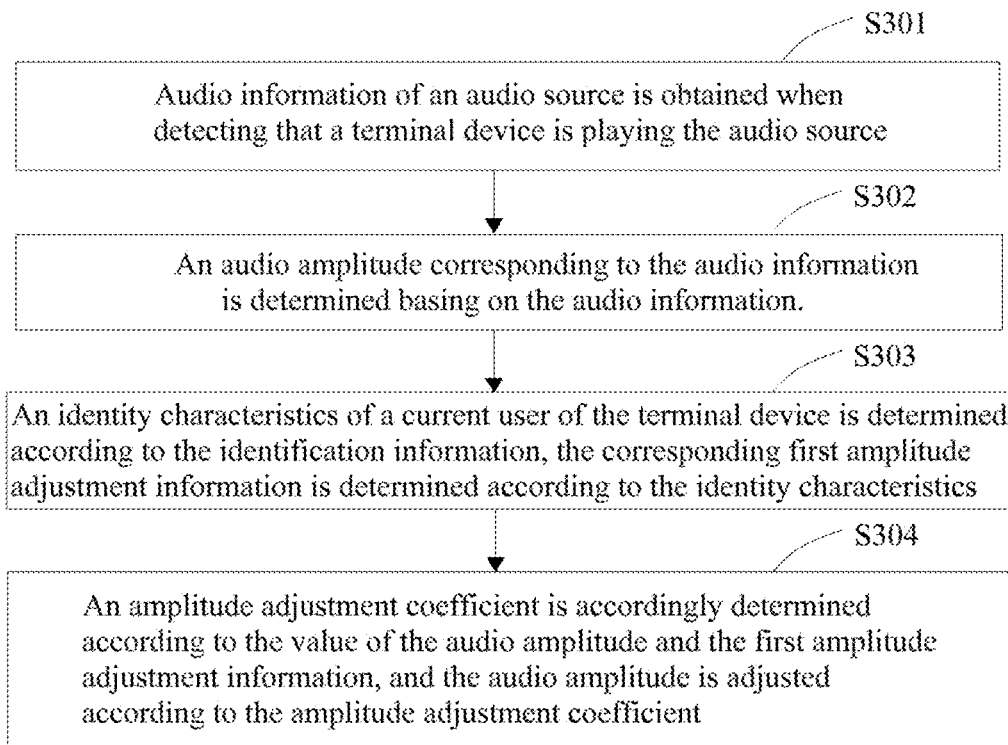 S301
Audio information of an audio source is obtained when
detecting that a terminal device is playing the audio source
S302
An audio amplitude corresponding to the audio information
is determined basing on the audio information.
S303
An identity characteristics of a current user of the terminal device is determined
according to the identification information, the corresponding first amplitude
adjustment information is determined according to the identity characteristics
S304
An amplitude adjustment coefficient is accordingly determined
according to the value of the audio amplitude and the first amplitude
adjustment information, and the audio amplitude is adjusted
according to the amplitude adjustment coefficient